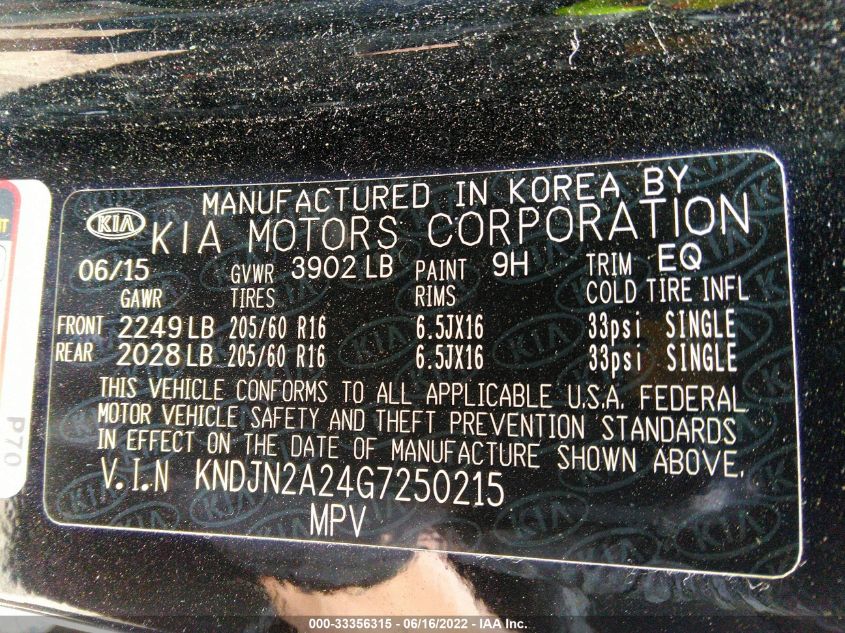 MANUFACTURED IN KOREA BY
KIA KIA MOTORS CORPORATION
06/15 GVWR 3902 LB PAINT 9H TRIM EQ
GAWR TIRES RIMS COLD TIRE INFL
FRONT 2249 LB 205/60 R16 6.5JX16 33psi SINGLE
REAR 2028 LB 205/60 R16 6.5JX16 33psi SINGLE
THIS VEHICLE CONFORMS TO ALL APPLICABLE U.S.A. FEDERAL
MOTOR VEHICLE SAFETY AND THEFT PREVENTION STANDARDS
IN EFFECT ON THE DATE OF MANUFACTURE SHOWN ABOVE.
V.I.N KNDJN2A24G7250215
MPV
P70
000-33356315 - 06/16/2022 - IAA Inc.